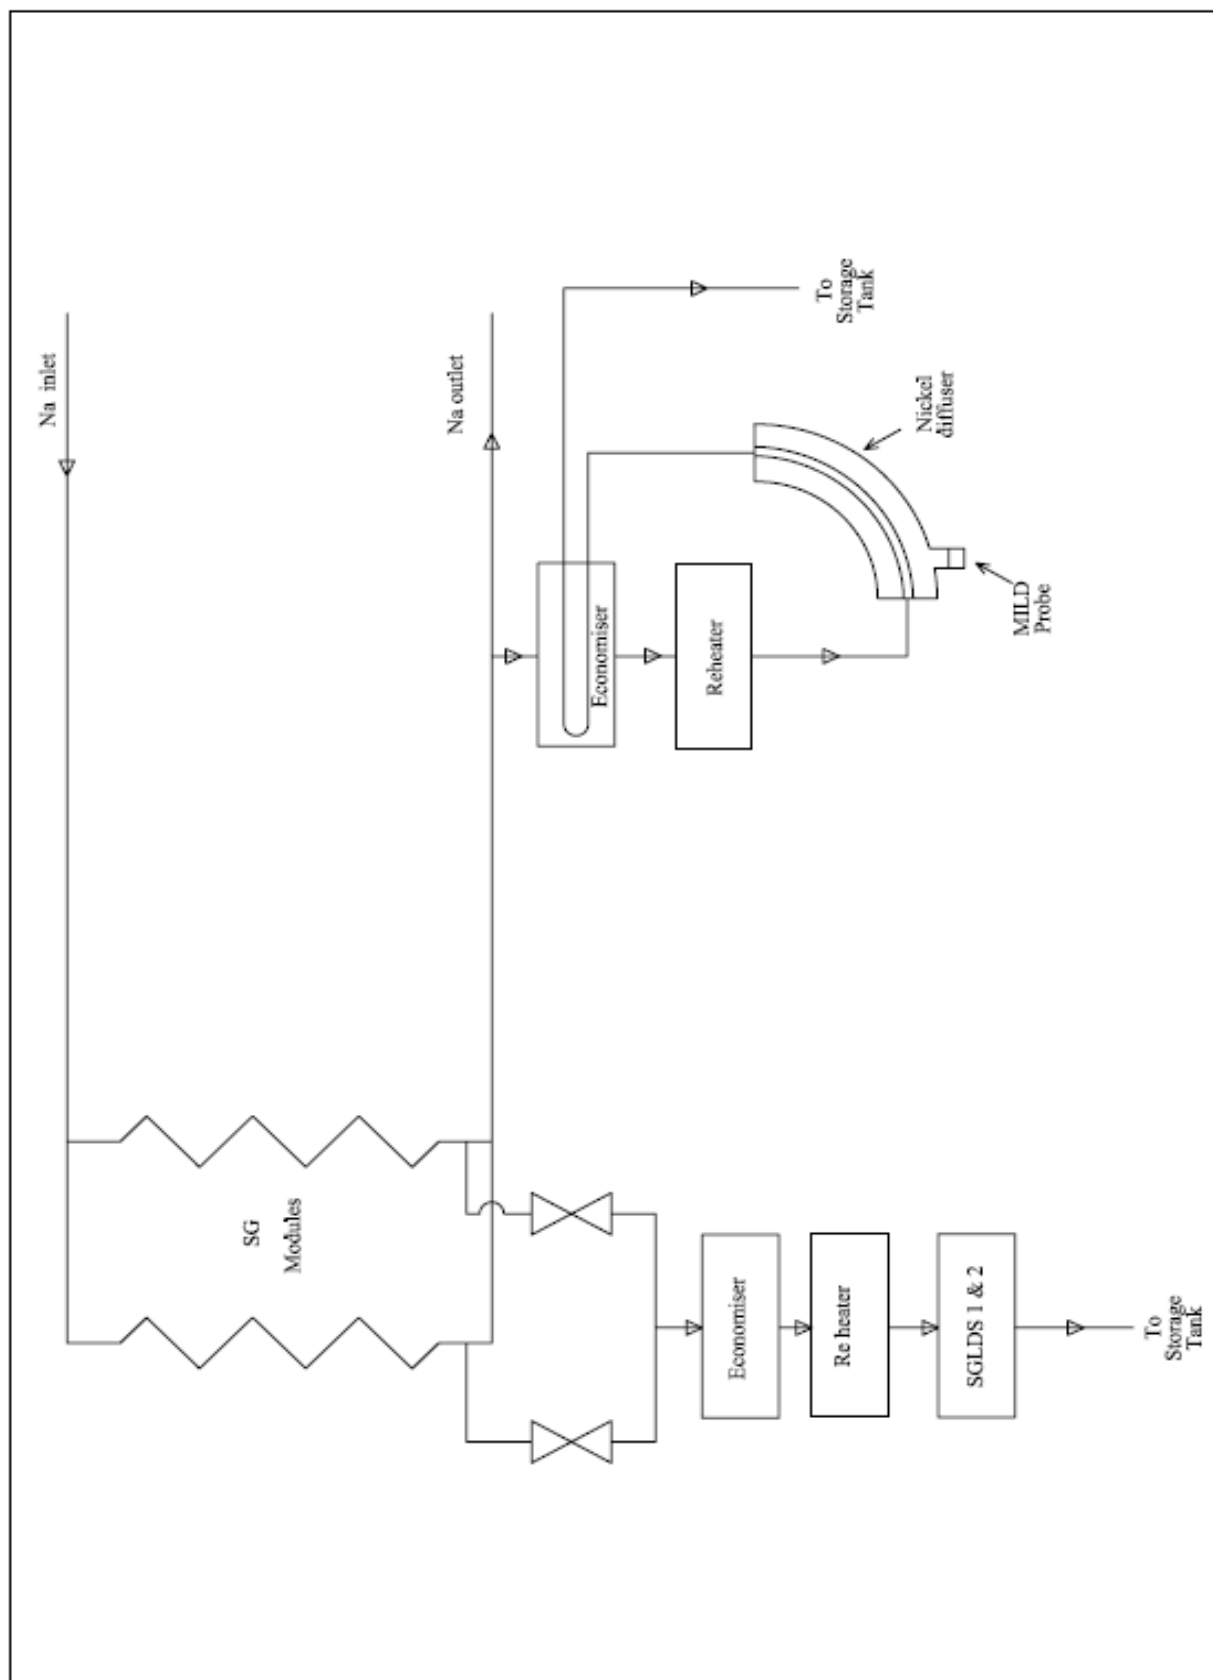 Na inlet
Na outlet
SG
Modules
Economiser
Reheater
To
Storage
Tank
Nickel
diffuser
MILD
Probe
Economiser
Re heater
SGLDS 1 & 2
To
Storage
Tank